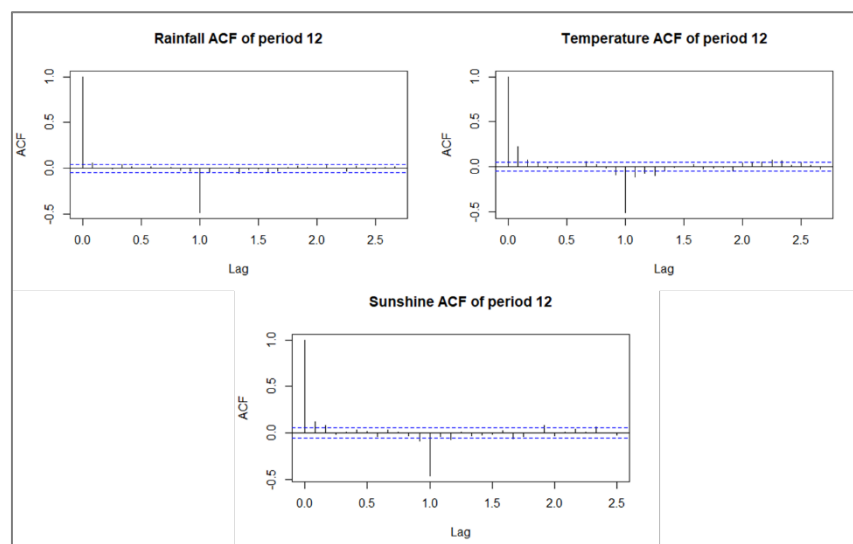 Rainfall ACF of period 12
ACF
1.0
0.5
0.0
-0.5
0.0 0.5 1.0 1.5 2.0 2.5
Lag
Temperature ACF of period 12
ACF
1.0
0.5
0.0
-0.5
0.0 0.5 1.0 1.5 2.0 2.5
Lag
Sunshine ACF of period 12
ACF
1.0
0.5
0.0
-0.5
0.0 0.5 1.0 1.5 2.0 2.5
Lag